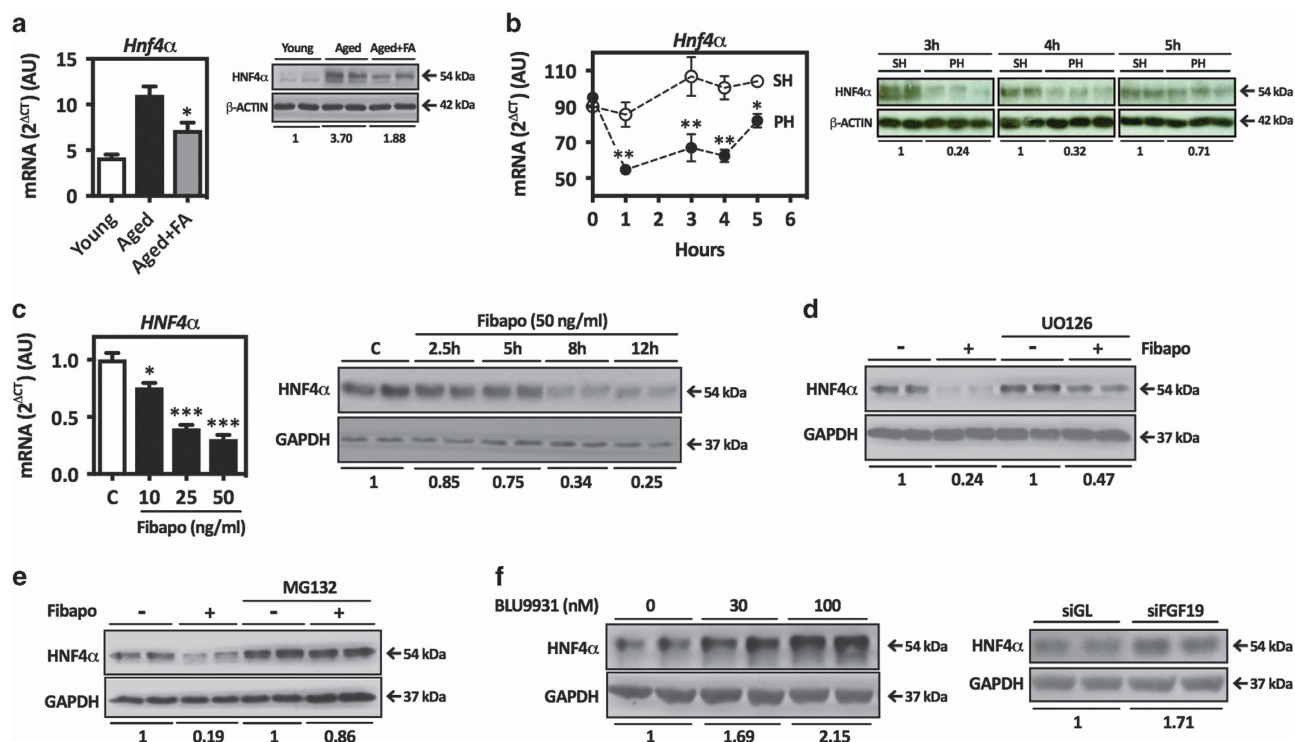 a
Hnf4α
mRNA (2^ΔCT) (AU)
15
10
5
0
Young
Aged
Aged+FA
*
Young Aged Aged+FA
HNF4α ←54 kDa
β-ACTIN ←42 kDa
1 3.70 1.88
b
Hnf4α
mRNA (2^ΔCT) (AU)
110
90
70
50
0 1 2 3 4 5 6
Hours
SH
PH
**
**
**
*
3h 4h 5h
SH PH SH PH SH PH
HNF4α ←54 kDa
β-ACTIN ←42 kDa
1 0.24 1 0.32 1 0.71
c
HNF4α
mRNA (2^ΔCT) (AU)
1.0
0.5
0.0
*
***
***
C 10 25 50
Fibapo (ng/ml)
Fibapo (50 ng/ml)
C 2.5h 5h 8h 12h
HNF4α ←54 kDa
GAPDH ←37 kDa
1 0.85 0.75 0.34 0.25
d
UO126
- + - + Fibapo
HNF4α ←54 kDa
GAPDH ←37 kDa
1 0.24 1 0.47
e
MG132
Fibapo - + - +
HNF4α ←54 kDa
GAPDH ←37 kDa
1 0.19 1 0.86
f
BLU9931 (nM) 0 30 100
HNF4α ←54 kDa
GAPDH ←37 kDa
1 1.69 2.15
siGL siFGF19
HNF4α ←54 kDa
GAPDH ←37 kDa
1 1.71